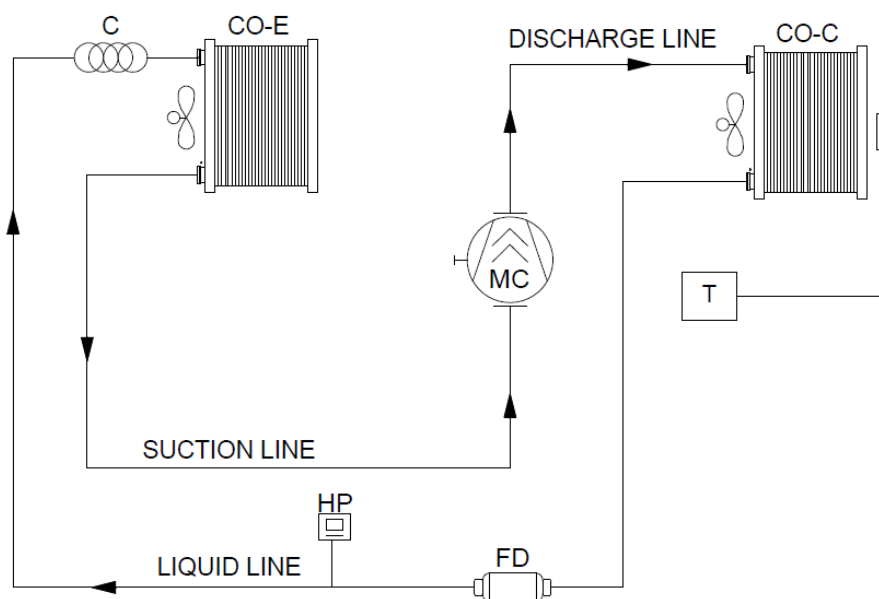 C
CO-E
DISCHARGE LINE
CO-C
MC
T
SUCTION LINE
HP
LIQUID LINE
FD